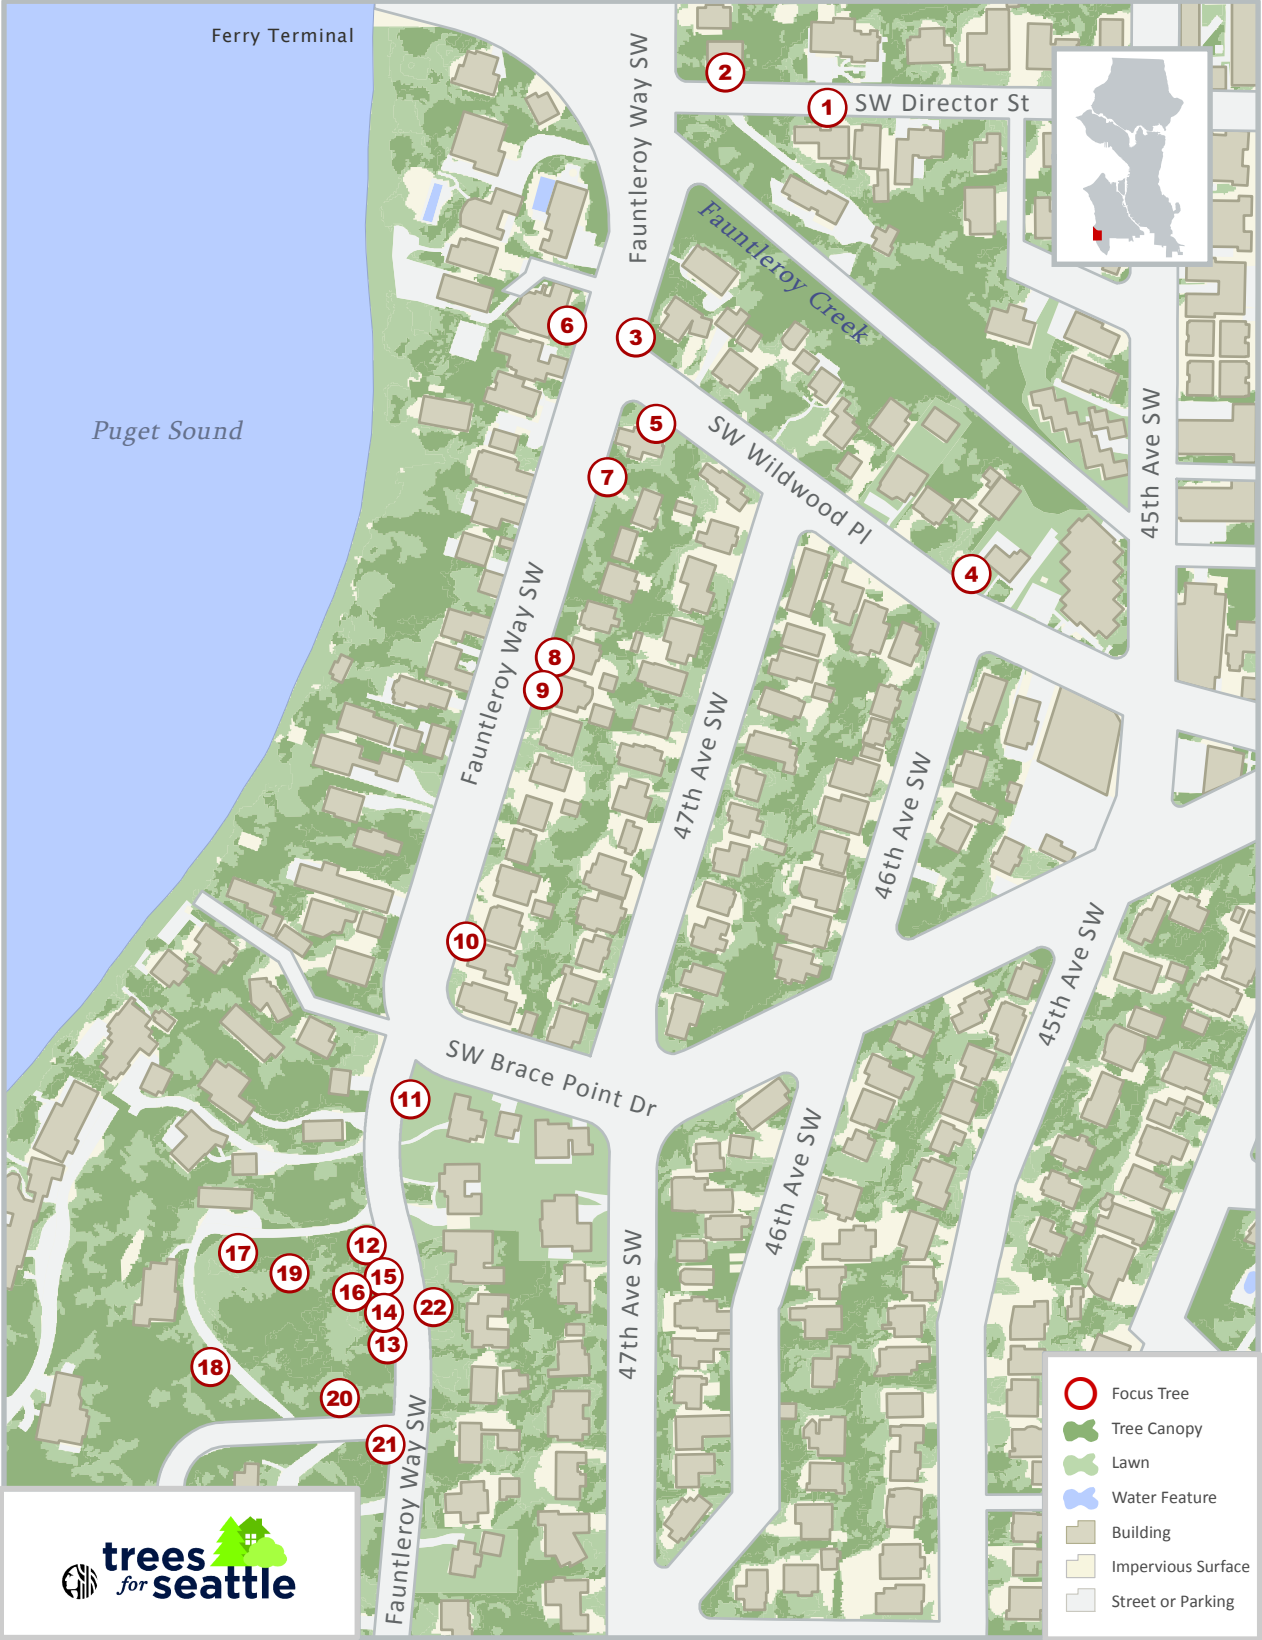 Ferry Terminal
Fauntleroy Way SW
2
1
SW Director St
Fauntleroy Creek
6
3
Puget Sound
5
SW Wildwood Pl
45th Ave SW
7
4
Fauntleroy Way SW
8
9
47th Ave SW
46th Ave SW
10
45th Ave SW
SW Brace Point Dr
11
46th Ave SW
17
12
19
15
16
14
22
13
47th Ave SW
18
20
21
Fauntleroy Way SW
Focus Tree
Tree Canopy
Lawn
Water Feature
Building
Impervious Surface
Street or Parking
trees
for seattle